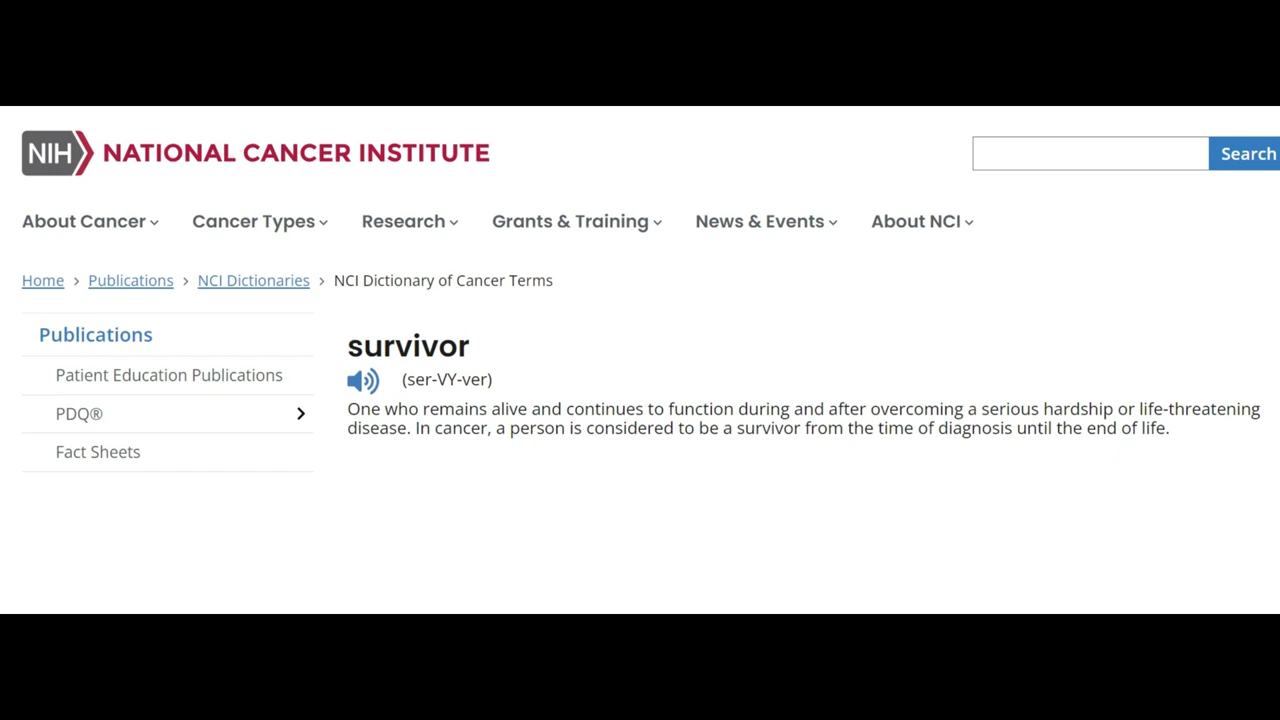 NIH NATIONAL CANCER INSTITUTE
Search
About Cancer Cancer Types Research Grants & Training News & Events About NCI
Home > Publications > NCI Dictionaries > NCI Dictionary of Cancer Terms
Publications
Patient Education Publications
PDQ®
Fact Sheets
survivor
(ser-VY-ver)
One who remains alive and continues to function during and after overcoming a serious hardship or life-threatening
disease. In cancer, a person is considered to be a survivor from the time of diagnosis until the end of life.